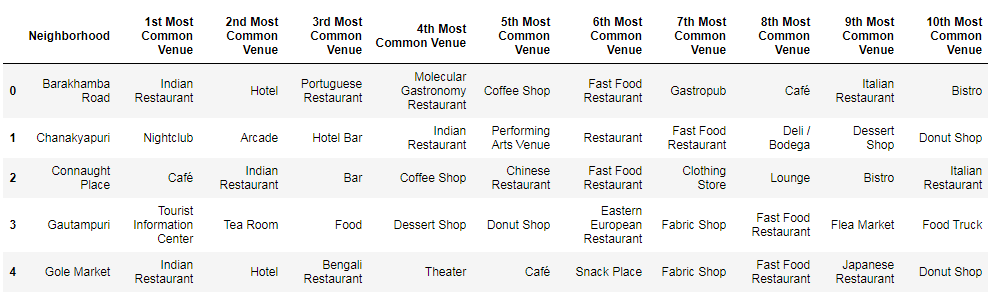 Neighborhood 1st Most Common Venue 2nd Most Common Venue 3rd Most Common Venue 4th Most Common Venue 5th Most Common Venue 6th Most Common Venue 7th Most Common Venue 8th Most Common Venue 9th Most Common Venue 10th Most Common Venue
0 Barakhamba Road Indian Restaurant Hotel Portuguese Restaurant Molecular Gastronomy Restaurant Coffee Shop Fast Food Restaurant Gastropub Café Italian Restaurant Bistro
1 Chanakyapuri Nightclub Arcade Hotel Bar Indian Restaurant Performing Arts Venue Restaurant Fast Food Restaurant Deli / Bodega Dessert Shop Donut Shop
2 Connaught Place Café Indian Restaurant Bar Coffee Shop Chinese Restaurant Fast Food Restaurant Clothing Store Lounge Bistro Italian Restaurant
3 Gautampuri Tourist Information Center Tea Room Food Dessert Shop Donut Shop Eastern European Restaurant Fabric Shop Fast Food Restaurant Flea Market Food Truck
4 Gole Market Indian Restaurant Hotel Bengali Restaurant Theater Café Snack Place Fabric Shop Fast Food Restaurant Japanese Restaurant Donut Shop